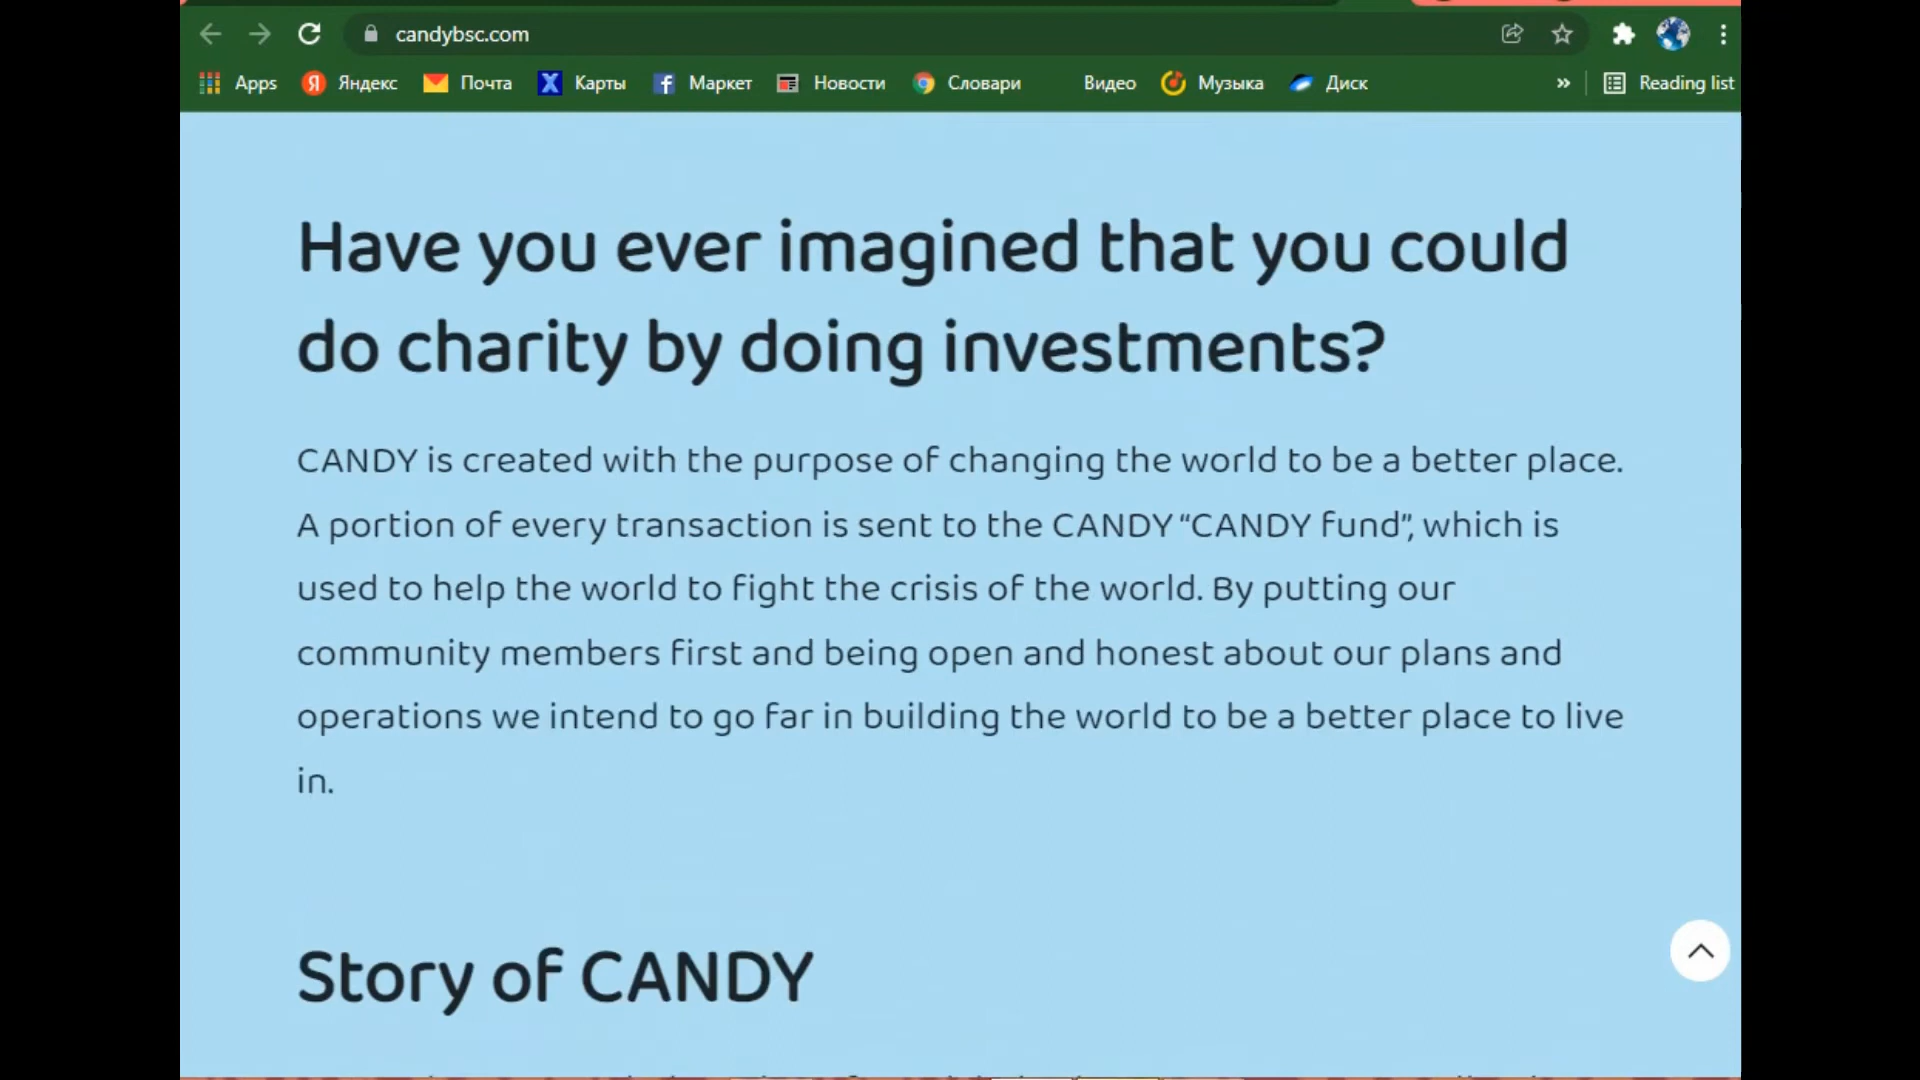 candybsc.com
Apps Яндекс Почта Карты Маркет Новости Словари Видео Музыка Диск » Reading list
Have you ever imagined that you could
do charity by doing investments?
CANDY is created with the purpose of changing the world to be a better place.
A portion of every transaction is sent to the CANDY “CANDY fund”, which is
used to help the world to fight the crisis of the world. By putting our
community members first and being open and honest about our plans and
operations we intend to go far in building the world to be a better place to live
in.
Story of CANDY